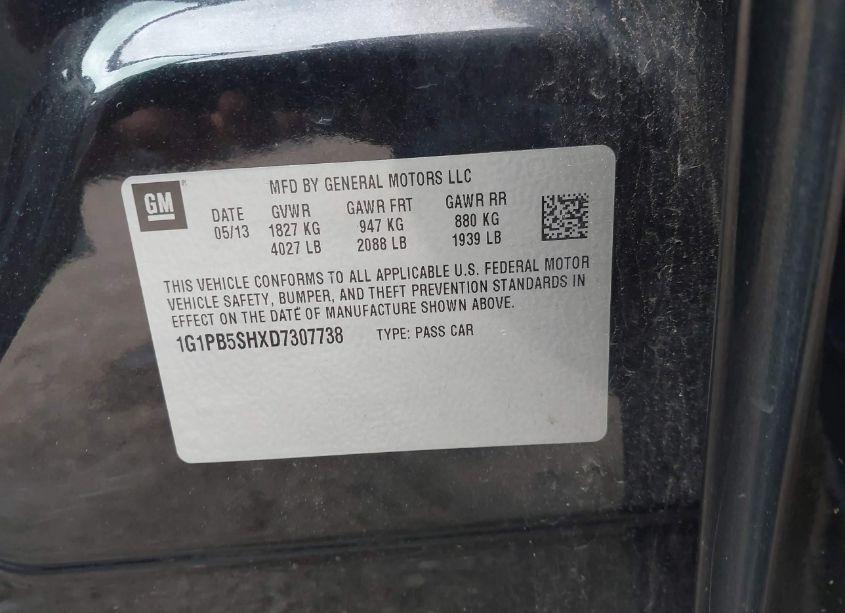 MFD BY GENERAL MOTORS LLC
GM ®
DATE GVWR GAWR FRT GAWR RR
05/13 1827 KG 947 KG 880 KG
4027 LB 2088 LB 1939 LB
THIS VEHICLE CONFORMS TO ALL APPLICABLE U.S. FEDERAL MOTOR
VEHICLE SAFETY, BUMPER, AND THEFT PREVENTION STANDARDS IN
EFFECT ON THE DATE OF MANUFACTURE SHOWN ABOVE.
1G1PB5SHXD7307738 TYPE: PASS CAR